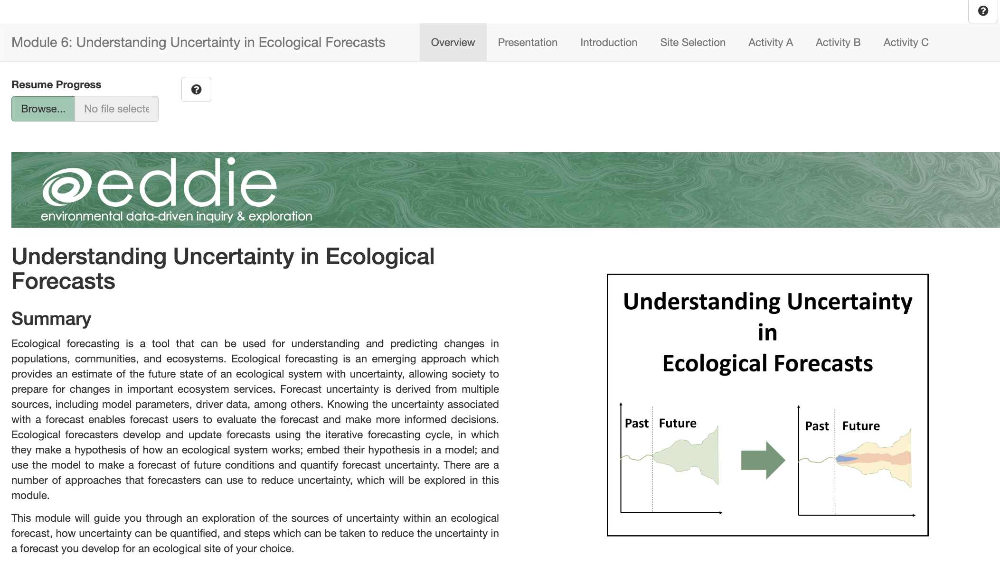 Module 6: Understanding Uncertainty in Ecological Forecasts
Overview
Presentation
Introduction
Site Selection
Activity A
Activity B
Activity C
Resume Progress
Browse...
No file selecte
eddie
environmental data-driven inquiry & exploration
Understanding Uncertainty in Ecological
Forecasts
Summary
Ecological forecasting is a tool that can be used for understanding and predicting changes in
populations, communities, and ecosystems. Ecological forecasting is an emerging approach which
provides an estimate of the future state of an ecological system with uncertainty, allowing society to
prepare for changes in important ecosystem services. Forecast uncertainty is derived from multiple
sources, including model parameters, driver data, among others. Knowing the uncertainty associated
with a forecast enables forecast users to evaluate the forecast and make more informed decisions.
Ecological forecasters develop and update forecasts using the iterative forecasting cycle, in which
they make a hypothesis of how an ecological system works; embed their hypothesis in a model; and
use the model to make a forecast of future conditions and quantify forecast uncertainty. There are a
number of approaches that forecasters can use to reduce uncertainty, which will be explored in this
module.
This module will guide you through an exploration of the sources of uncertainty within an ecological
forecast, how uncertainty can be quantified, and steps which can be taken to reduce the uncertainty in
a forecast you develop for an ecological site of your choice.
Understanding Uncertainty
in
Ecological Forecasts
Past
Future
Past
Future